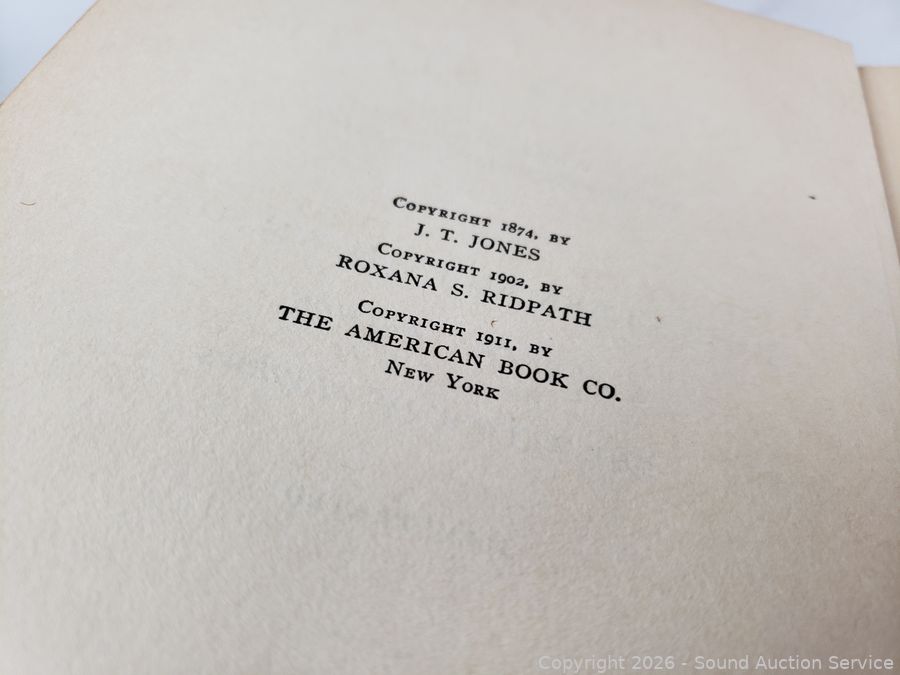 Copyright 1874, by
J. T. JONES
Copyright 1902, by
ROXANA S. RIDPATH
Copyright 1911, by
THE AMERICAN BOOK CO.
New York
Copyright 2026 - Sound Auction Service